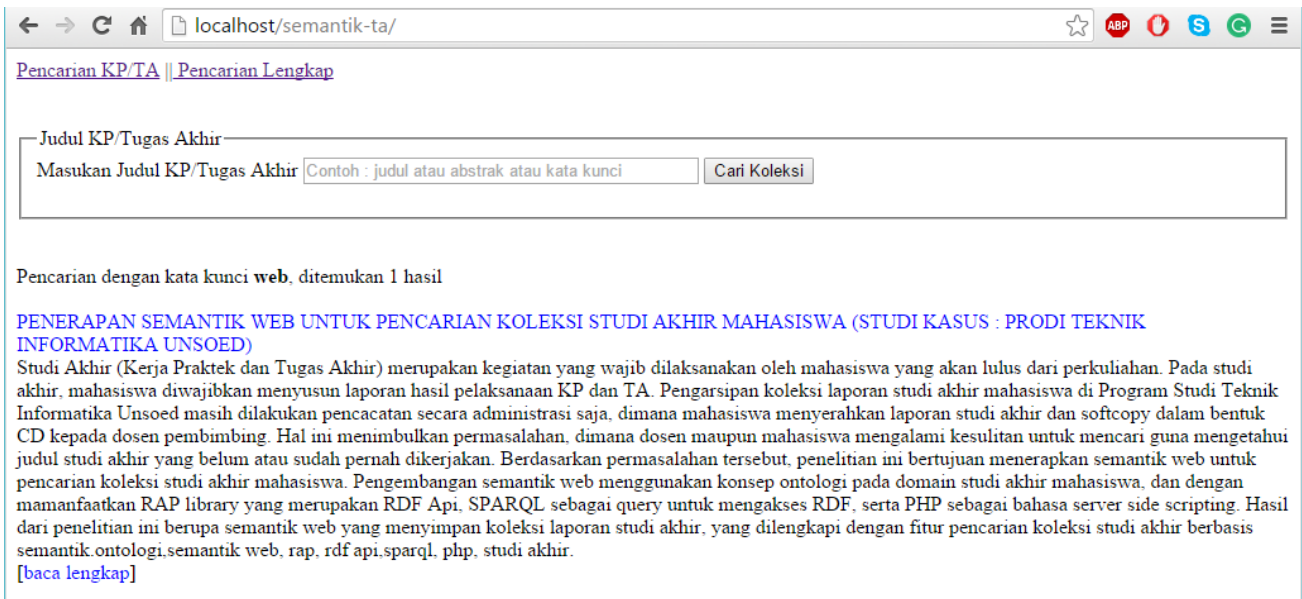 localhost/semantik-ta/
ABP
S
G
Pencarian KP/TA || Pencarian Lengkap
Judul KP/Tugas Akhir
Masukan Judul KP/Tugas Akhir Contoh : judul atau abstrak atau kata kunci Cari Koleksi
Pencarian dengan kata kunci web, ditemukan 1 hasil
PENERAPAN SEMANTIK WEB UNTUK PENCARIAN KOLEKSI STUDI AKHIR MAHASISWA (STUDI KASUS : PRODI TEKNIK
INFORMATIKA UNSOED)
Studi Akhir (Kerja Praktek dan Tugas Akhir) merupakan kegiatan yang wajib dilaksanakan oleh mahasiswa yang akan lulus dari perkuliahan. Pada studi
akhir, mahasiswa diwajibkan menyusun laporan hasil pelaksanaan KP dan TA. Pengarsipan koleksi laporan studi akhir mahasiswa di Program Studi Teknik
Informatika Unsoed masih dilakukan pencacatan secara administrasi saja, dimana mahasiswa menyerahkan laporan studi akhir dan softcopy dalam bentuk
CD kepada dosen pembimbing. Hal ini menimbulkan permasalahan, dimana dosen maupun mahasiswa mengalami kesulitan untuk mencari guna mengetahui
judul studi akhir yang belum atau sudah pernah dikerjakan. Berdasarkan permasalahan tersebut, penelitian ini bertujuan menerapkan semantik web untuk
pencarian koleksi studi akhir mahasiswa. Pengembangan semantik web menggunakan konsep ontologi pada domain studi akhir mahasiswa, dan dengan
mamanfaatkan RAP library yang merupakan RDF Api, SPARQL sebagai query untuk mengakses RDF, serta PHP sebagai bahasa server side scripting. Hasil
dari penelitian ini berupa semantik web yang menyimpan koleksi laporan studi akhir, yang dilengkapi dengan fitur pencarian koleksi studi akhir berbasis
semantik.ontologi,semantik web, rap, rdf api,sparql, php, studi akhir.
[baca lengkap]